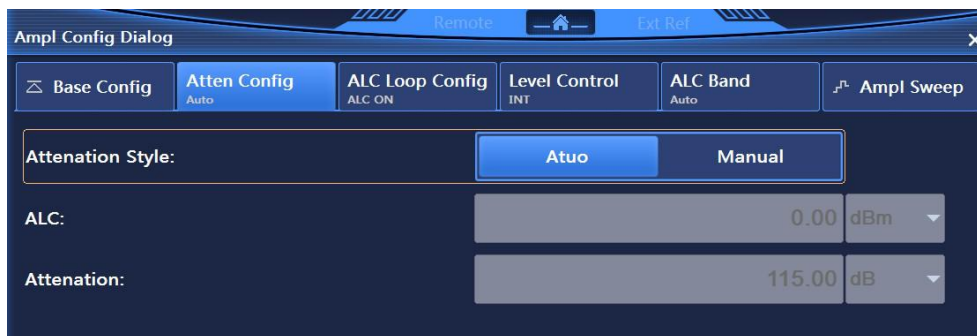 Remote
Ext Ref
Ampl Config Dialog
Base Config
Atten Config
Auto
ALC Loop Config
ALC ON
Level Control
INT
ALC Band
Auto
Ampl Sweep
Attenation Style:
Atuo
Manual
ALC:
0.00
dBm
Attenation:
115.00
dB